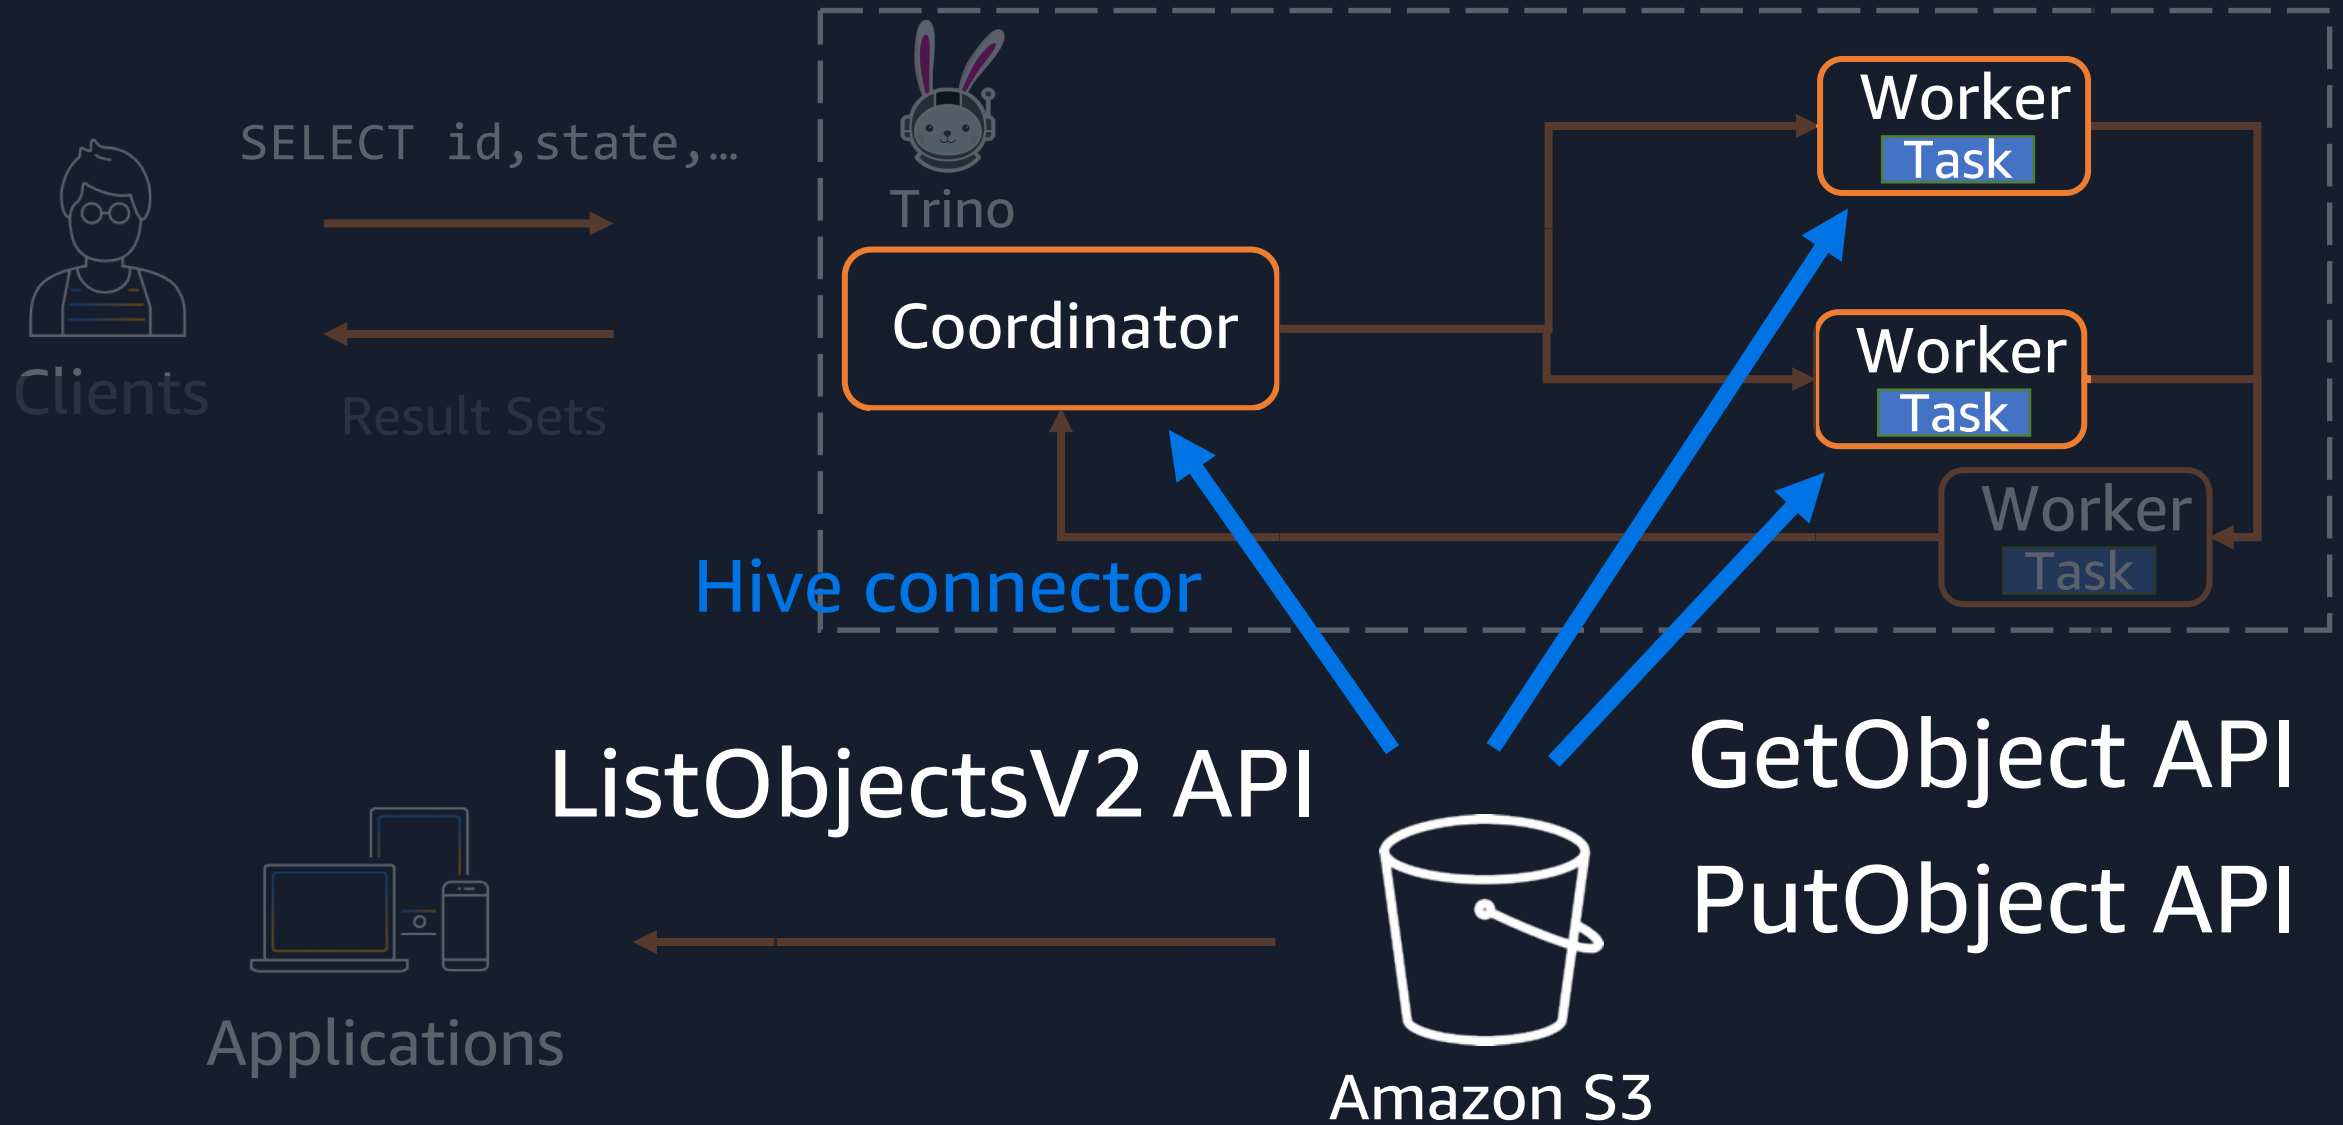 SELECT id,state,…
Clients
Result Sets
Trino
Coordinator
Worker
Task
Worker
Task
Worker
Task
Hive connector
ListObjectsV2 API
GetObject API
PutObject API
Applications
Amazon S3